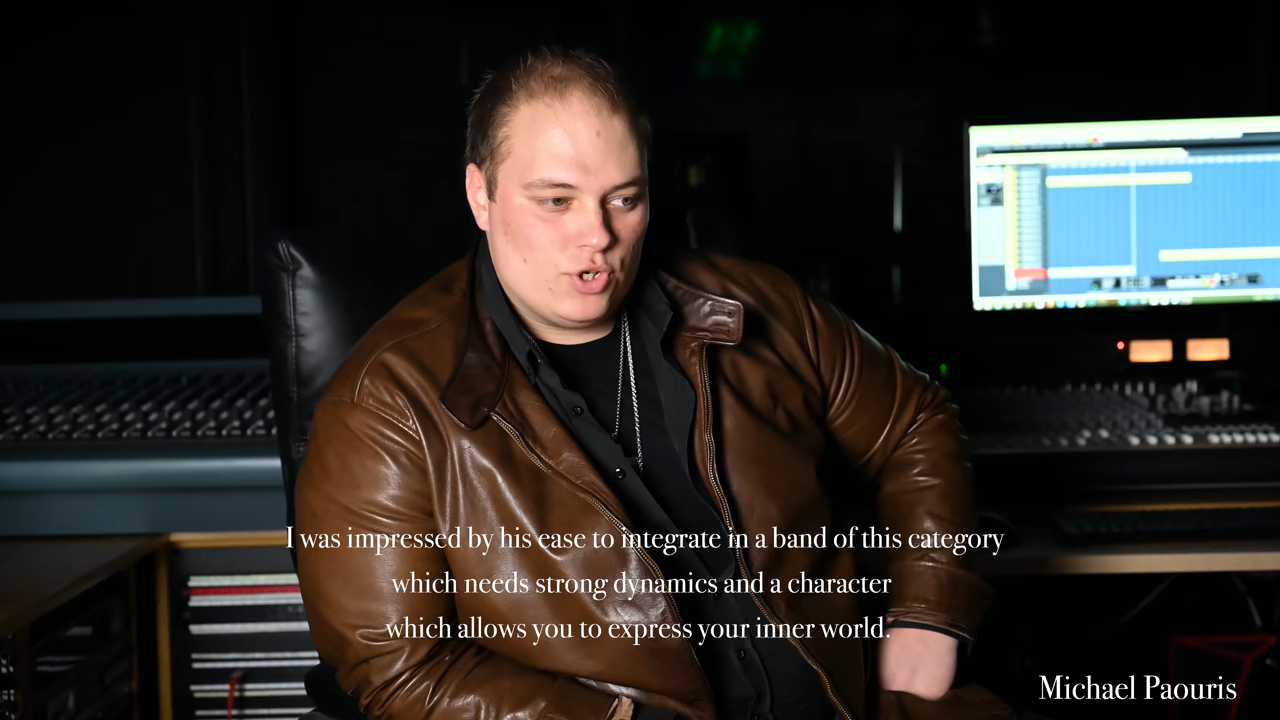 I was impressed by his ease to integrate in a band of this category
which needs strong dynamics and a character
which allows you to express your inner world.
Michael Paouris